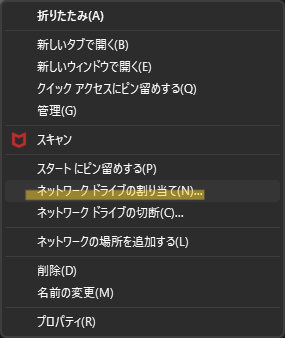 折りたたみ(A)
新しいタブで開く(B)
新しいウィンドウで開く(E)
クイック アクセスにピン留めする(Q)
管理(G)
スキャン
スタート にピン留めする(P)
ネットワーク ドライブの割り当て(N)...
ネットワーク ドライブの切断(C)...
ネットワークの場所を追加する(L)
削除(D)
名前の変更(M)
プロパティ(R)